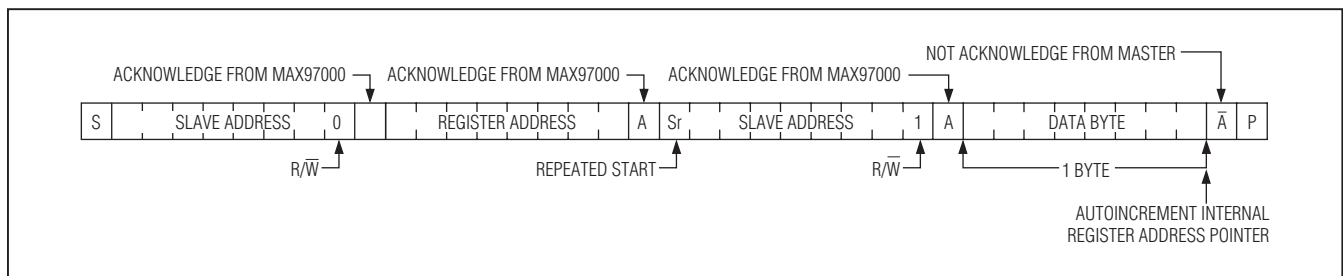 NOT ACKNOWLEDGE FROM MASTER
ACKNOWLEDGE FROM MAX97000 ACKNOWLEDGE FROM MAX97000 ACKNOWLEDGE FROM MAX97000
S SLAVE ADDRESS 0 REGISTER ADDRESS A Sr SLAVE ADDRESS 1 A DATA BYTE A̅ P
R/W̅ REPEATED START R/W̅ 1 BYTE
AUTOINCREMENT INTERNAL
REGISTER ADDRESS POINTER